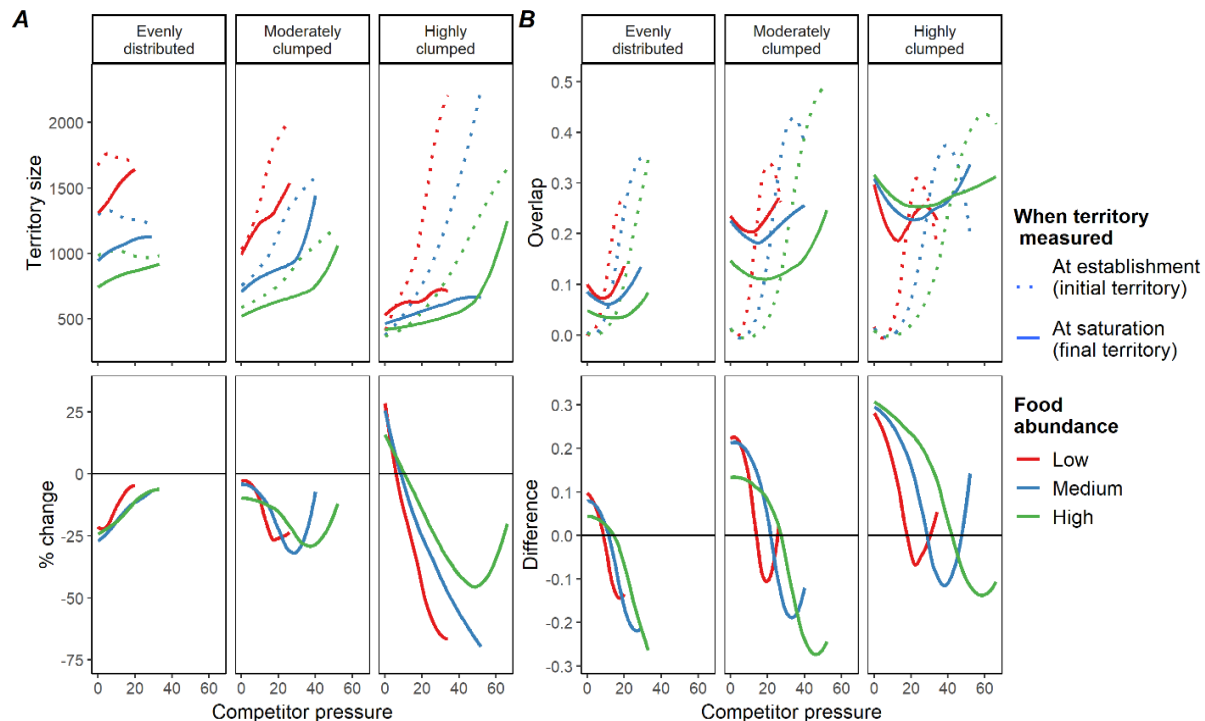 A
B
Evenly
distributed
Moderately
clumped
Highly
clumped
Evenly
distributed
Moderately
clumped
Highly
clumped
Territory size
2000
1500
1000
500
Overlap
0.5
0.4
0.3
0.2
0.1
0.0
% change
25
0
-25
-50
-75
Difference
0.3
0.2
0.1
0.0
-0.1
-0.2
-0.3
0 20 40 60
0 20 40 60
0 20 40 60
0 20 40 60
0 20 40 60
0 20 40 60
Competitor pressure
Competitor pressure
When territory
measured
At establishment
(initial territory)
At saturation
(final territory)
Food
abundance
Low
Medium
High